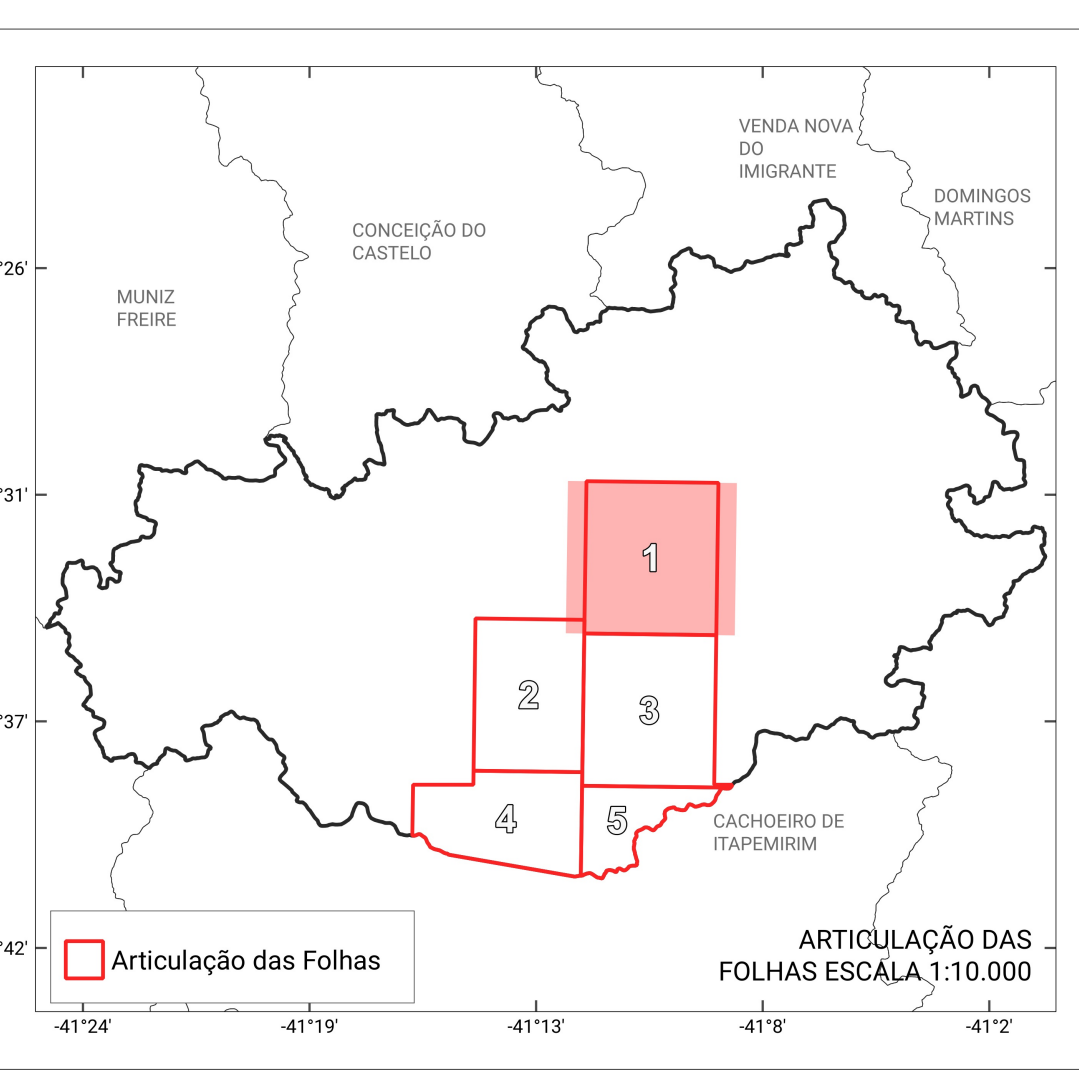 VENDA NOVA
DO
IMIGRANTE
DOMINGOS
MARTINS
CONCEIÇÃO DO
CASTELO
MUNIZ
FREIRE
°26'
°31'
1
2
3
°37'
4
5
CACHOEIRO DE
ITAPEMIRIM
Articulação das Folhas
ARTICULAÇÃO DAS
FOLHAS ESCALA 1:10.000
°42'
-41°24'
-41°19'
-41°13'
-41°8'
-41°2'